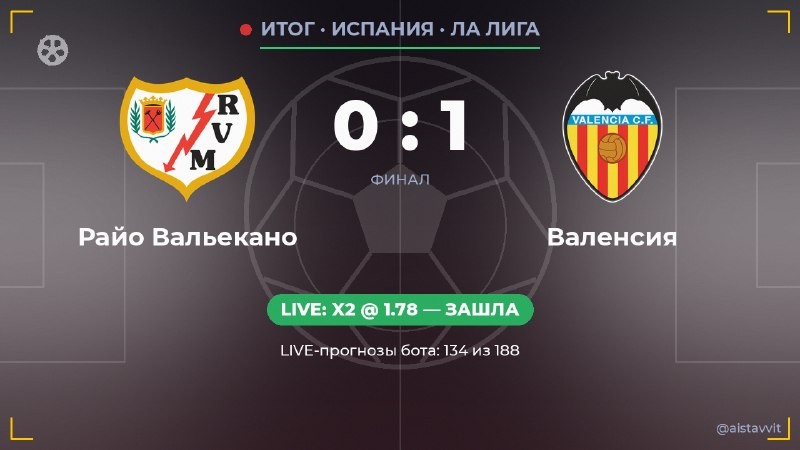 ИТОГ · ИСПАНИЯ · ЛА ЛИГА
R
V
M
0 : 1
VALENCIA C.F.
ФИНАЛ
Райо Вальекано
Валенсия
LIVE: X2 @ 1.78 — ЗАШЛА
LIVE-прогнозы бота: 134 из 188
@aistavvit